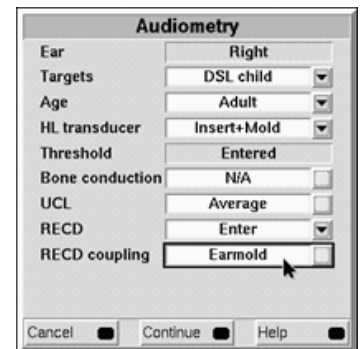 Audiometry
Ear Right
Targets DSL child
Age Adult
HL transducer Insert+Mold
Threshold Entered
Bone conduction N/A
UCL Average
RECD Enter
RECD coupling Earmold
Cancel Continue Help